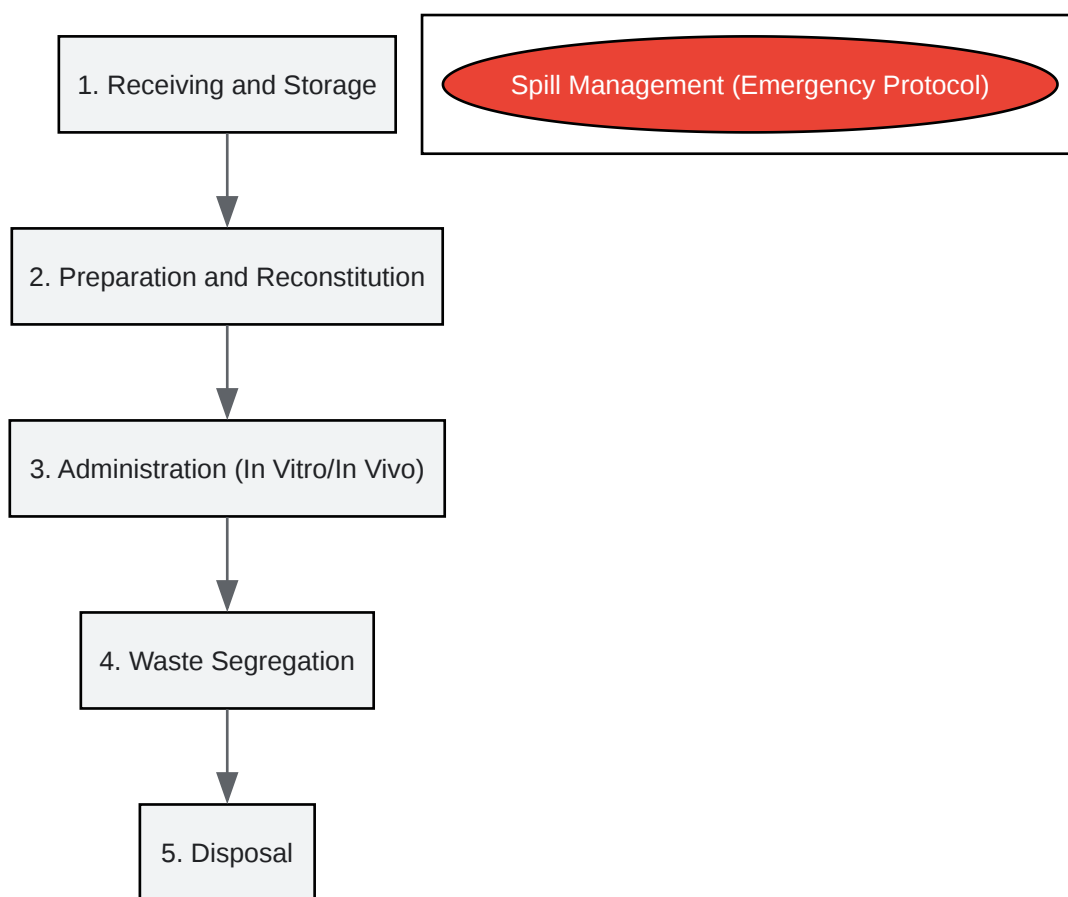 1. Receiving and Storage
Spill Management (Emergency Protocol)
2. Preparation and Reconstitution
3. Administration (In Vitro/In Vivo)
4. Waste Segregation
5. Disposal